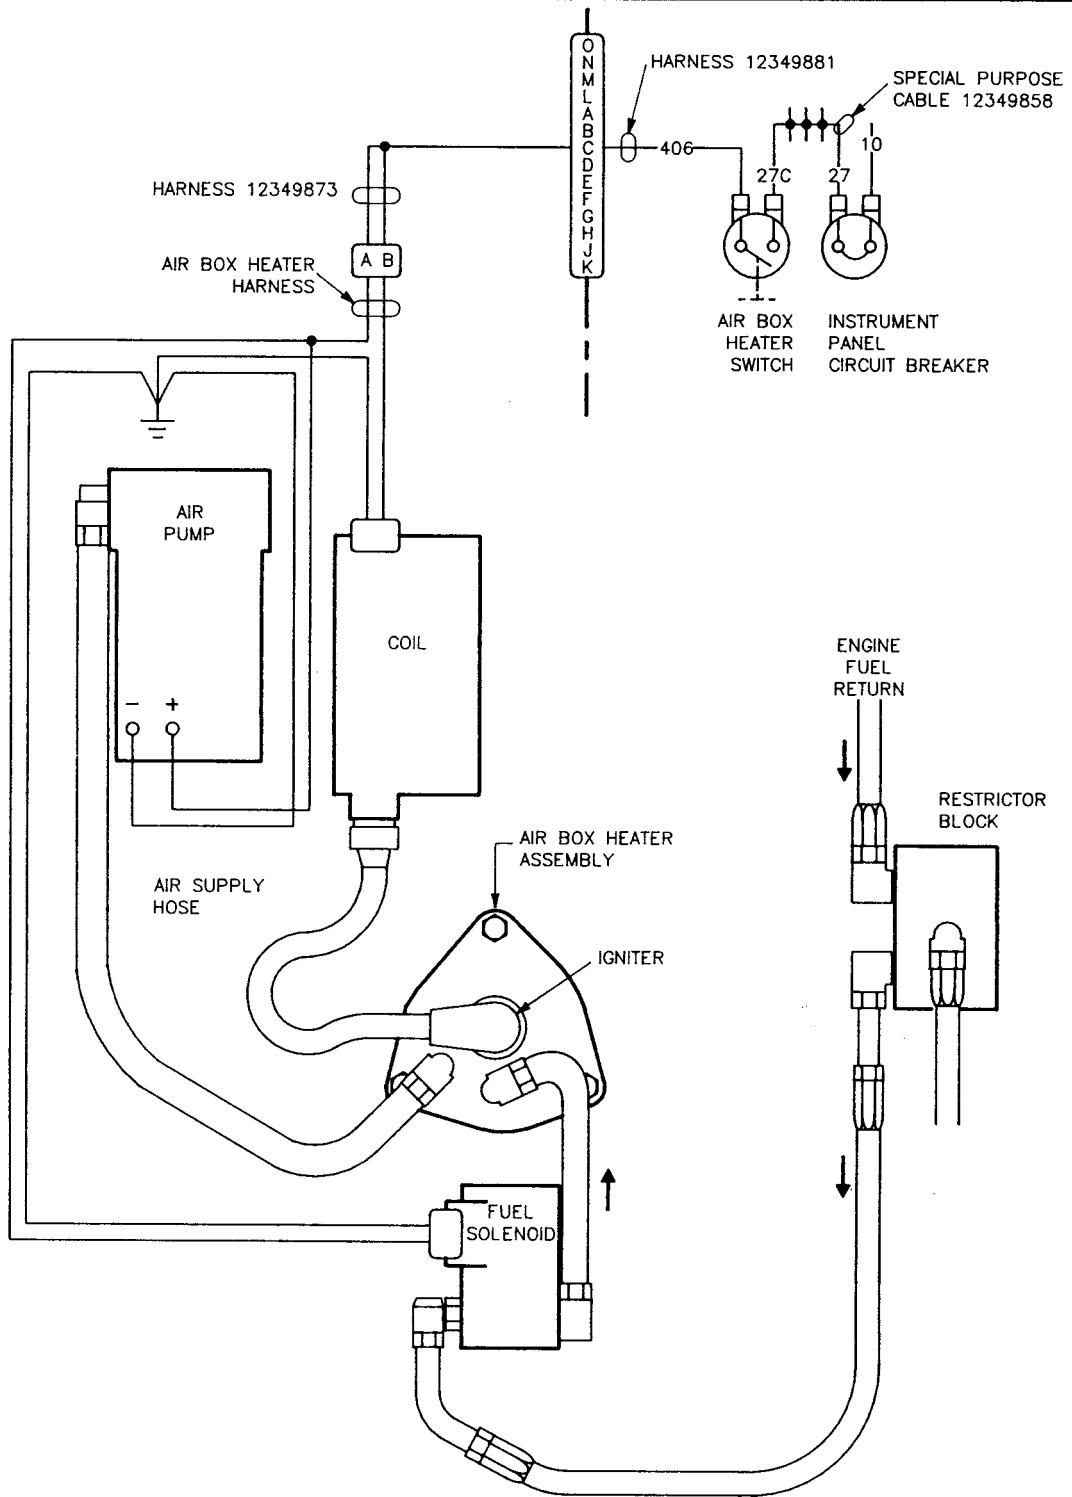 O
N
M
L
A
B
C
D
E
F
G
H
J
K
HARNESS 12349881
SPECIAL PURPOSE
CABLE 12349858
406
10
27C
27
HARNESS 12349873
A B
AIR BOX HEATER
HARNESS
AIR BOX
HEATER
SWITCH
INSTRUMENT
PANEL
CIRCUIT BREAKER
AIR
PUMP
- +
COIL
ENGINE
FUEL
RETURN
RESTRICTOR
BLOCK
AIR BOX HEATER
ASSEMBLY
AIR SUPPLY
HOSE
IGNITER
FUEL
SOLENOID